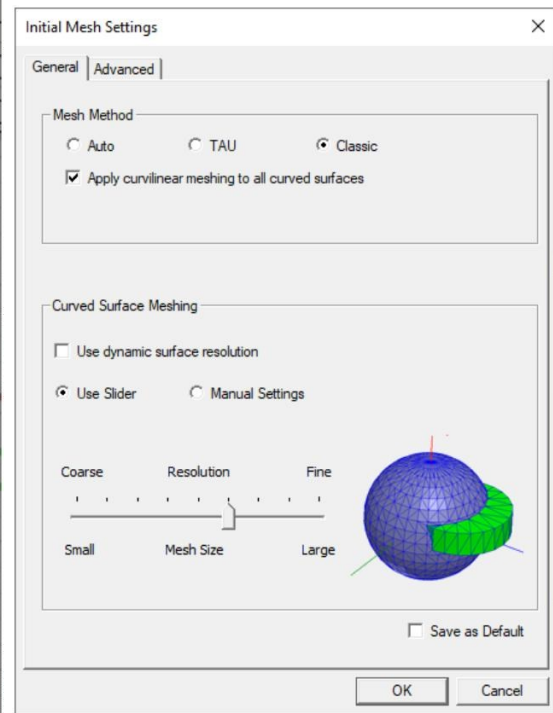 Initial Mesh Settings
General Advanced
Mesh Method
Auto TAU Classic
Apply curvilinear meshing to all curved surfaces
Curved Surface Meshing
Use dynamic surface resolution
Use Slider Manual Settings
Coarse Resolution Fine
Small Mesh Size Large
Save as Default
OK Cancel